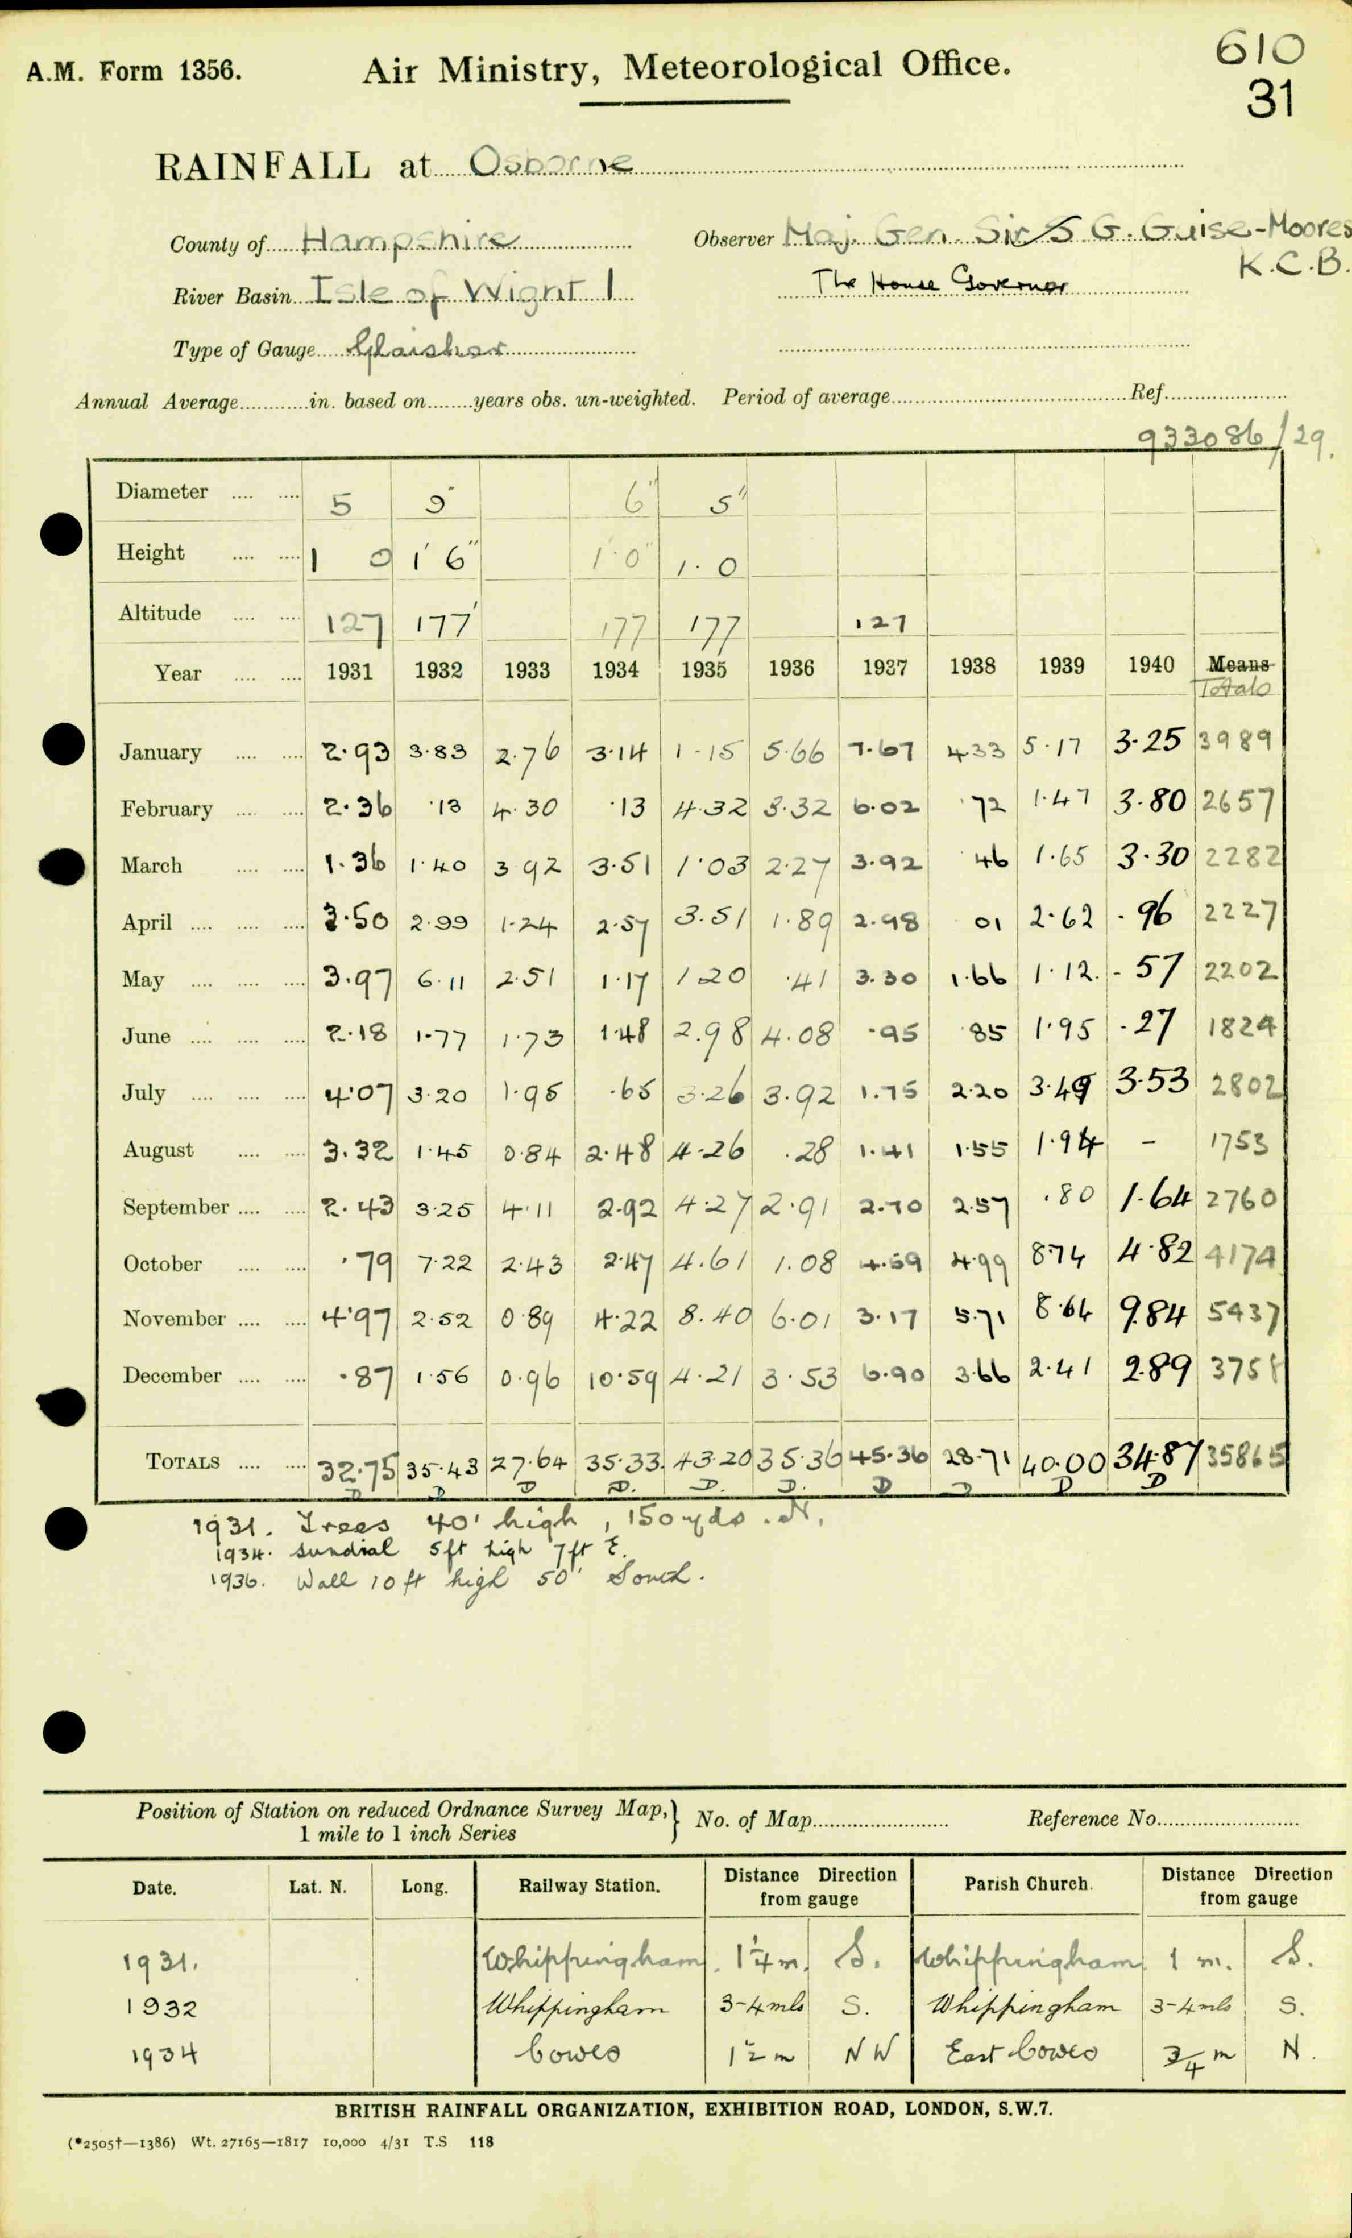 610
A.M. Form 1356. Air Ministry, Meteorological Office.
31
RAINFALL at Osborne
County of Hampshire Observer Maj. Gen. Sir S G. Guise-Moores
K.C.B.
River Basin Isle of Wight 1 The House Governor
Type of Gauge Glaisher
Annual Average in. based on years obs. un-weighted. Period of average Ref.
933086/29.
Diameter 5 5" 6" 5"
Height 1 0 1' 6" 1' 0" 1. 0
Altitude 127 177' 177 177 127
Year 1931 1932 1933 1934 1935 1936 1937 1938 1939 1940 Means
Totals
January 2.93 3.83 2.76 3.14 1.15 5.66 7.67 4.33 5.17 3.25 3989
February 2.36 .13 4.30 .13 4.32 3.32 6.02 .72 1.47 3.80 2657
March 1.36 1.40 3.92 3.51 1.03 2.27 3.92 .46 1.65 3.30 2282
April 3.50 2.99 1.24 2.57 3.51 1.89 2.98 01 2.62 .96 2227
May 3.97 6.11 2.51 1.17 1.20 .41 3.30 1.66 1.12 .57 2202
June 2.18 1.77 1.73 1.48 2.98 4.08 .95 .85 1.95 .27 1824
July 4.07 3.20 1.95 .65 3.26 3.92 1.75 2.20 3.49 3.53 2802
August 3.32 1.45 0.84 2.48 4.26 .28 1.41 1.55 1.94 - 1753
September 2.43 3.25 4.11 2.92 4.27 2.91 2.70 2.57 .80 1.64 2760
October .79 7.22 2.43 2.47 4.61 1.08 4.59 4.99 8.74 4.82 4174
November 4.97 2.52 0.89 4.22 8.40 6.01 3.17 5.71 8.64 9.84 5437
December .87 1.56 0.96 10.59 4.21 3.53 6.90 3.66 2.41 2.89 3758
TOTALS 32.75 35.43 27.64 35.33 43.20 35.36 45.36 28.71 40.00 34.87 35865
D D D D. D. D. D D D D
1931. Trees 40' high, 150 yds. N.
1934. Sundial 5ft high 7ft E.
1936. Wall 10 ft high 50' South.
Position of Station on reduced Ordnance Survey Map,} No. of Map Reference No.
1 mile to 1 inch Series
Date. Lat. N. Long. Railway Station. Distance Direction from gauge Parish Church. Distance Direction from gauge
1931. Whippingham. 1¼ m. S. Whippingham. 1 m. S.
1932 Whippingham 3-4 mls S. Whippingham 3-4 mls S.
1934 Cowes 1½ m NW East Cowes ¾ m N.
BRITISH RAINFALL ORGANIZATION, EXHIBITION ROAD, LONDON, S.W.7.
(*2505†—1386) Wt. 27165—1817 10,000 4/31 T.S 118